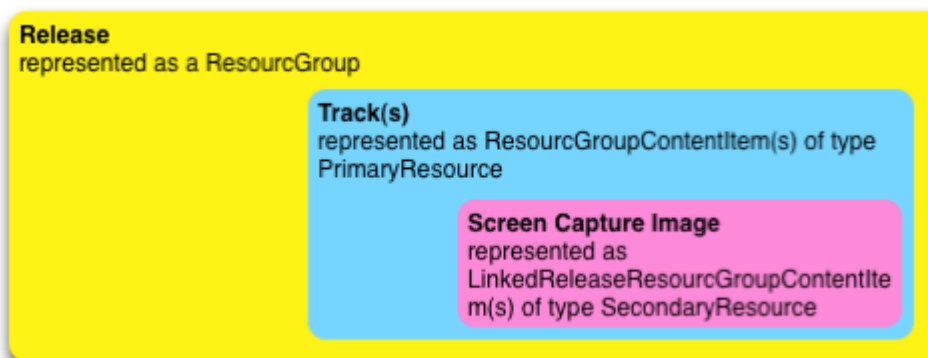 Release
represented as a ResourcGroup
Track(s)
represented as ResourcGroupContentItem(s) of type
PrimaryResource
Screen Capture Image
represented as
LinkedReleaseResourcGroupContentIte
m(s) of type SecondaryResource